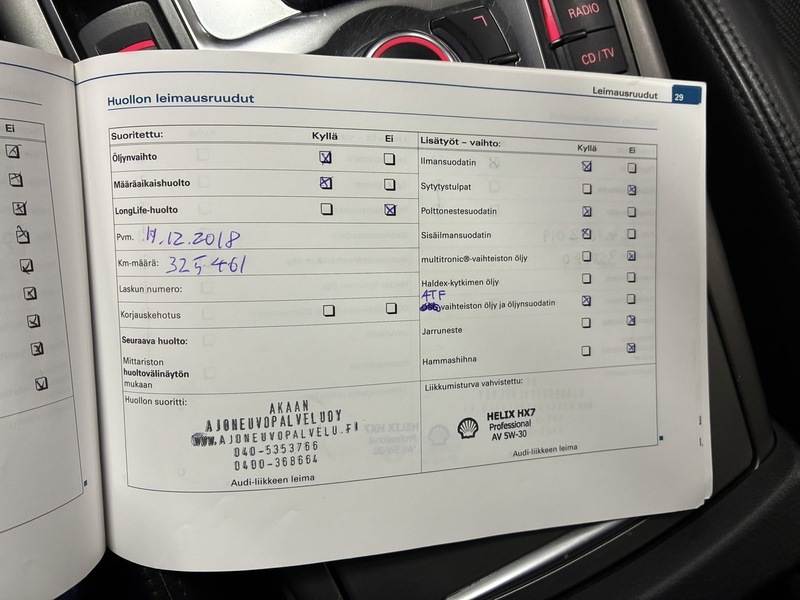 RADIO
CD / TV
Leimausruudut 29
Huollon leimausruudut
Ei
Suoritettu: Kyllä Ei
Öljynvaihto
Määräaikaishuolto
LongLife-huolto
Pvm. 19.12.2018
Km-määrä: 325 461
Laskun numero:
Korjauskehotus
Seuraava huolto:
Mittariston
huoltovälinäytön
mukaan
Huollon suoritti:
AKAAN
AJONEUVOPALVELUOY
www.AJONEUVOPALVELU.FI
040-5353766
0400-368664
Audi-liikkeen leima
Lisätyöt – vaihto: Kyllä Ei
Ilmansuodatin
Sytytystulpat
Polttonestesuodatin
Sisäilmansuodatin
multitronic®-vaihteiston öljy
Haldex-kytkimen öljy
ATF
vaihteiston öljy ja öljynsuodatin
Jarruneste
Hammashihna
Liikkumisturva vahvistettu:
HELIX HX7
Professional
AV 5W-30
Audi-liikkeen leima